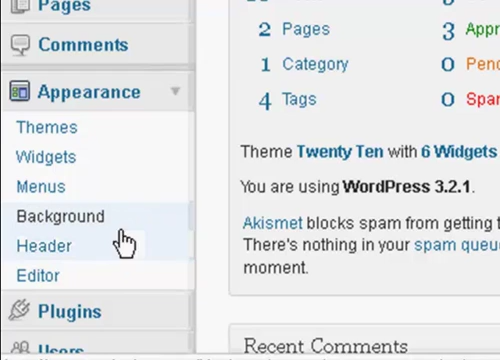 Pages
Comments
Appearance
Themes
Widgets
Menus
Background
Header
Editor
Plugins
Users
2 Pages 3 Appr
1 Category 0 Pend
4 Tags 0 Spar
Theme Twenty Ten with 6 Widgets
You are using WordPress 3.2.1.
Akismet blocks spam from getting t
There's nothing in your spam queu
moment.
Recent Comments